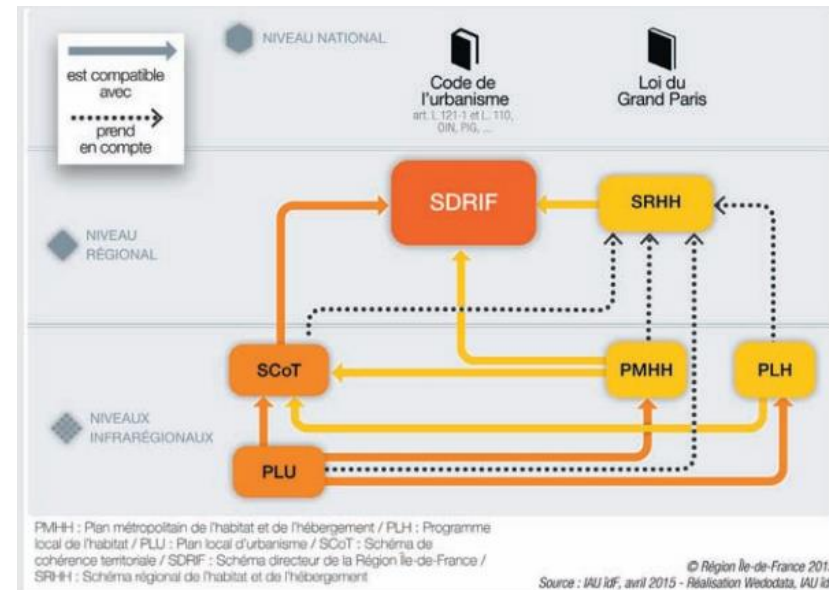 est compatible
avec
prend
en compte
NIVEAU NATIONAL
Code de
l'urbanisme
art. L 121-1 et L. 110,
OIN, PIG, ...
Loi du
Grand Paris
NIVEAU
RÉGIONAL
SDRIF
SRHH
NIVEAUX
INFRARÉGIONAUX
SCoT
PMHH
PLH
PLU
PMHH : Plan métropolitain de l'habitat et de l'hébergement / PLH : Programme
local de l'habitat / PLU : Plan local d'urbanisme / SCoT : Schéma de
cohérence territoriale / SDRIF : Schéma directeur de la Région Île-de-France /
SRHH : Schéma régional de l'habitat et de l'hébergement
© Région Île-de-France
Source : IAU îdF, avril 2015 - Réalisation Wedodata, IAU